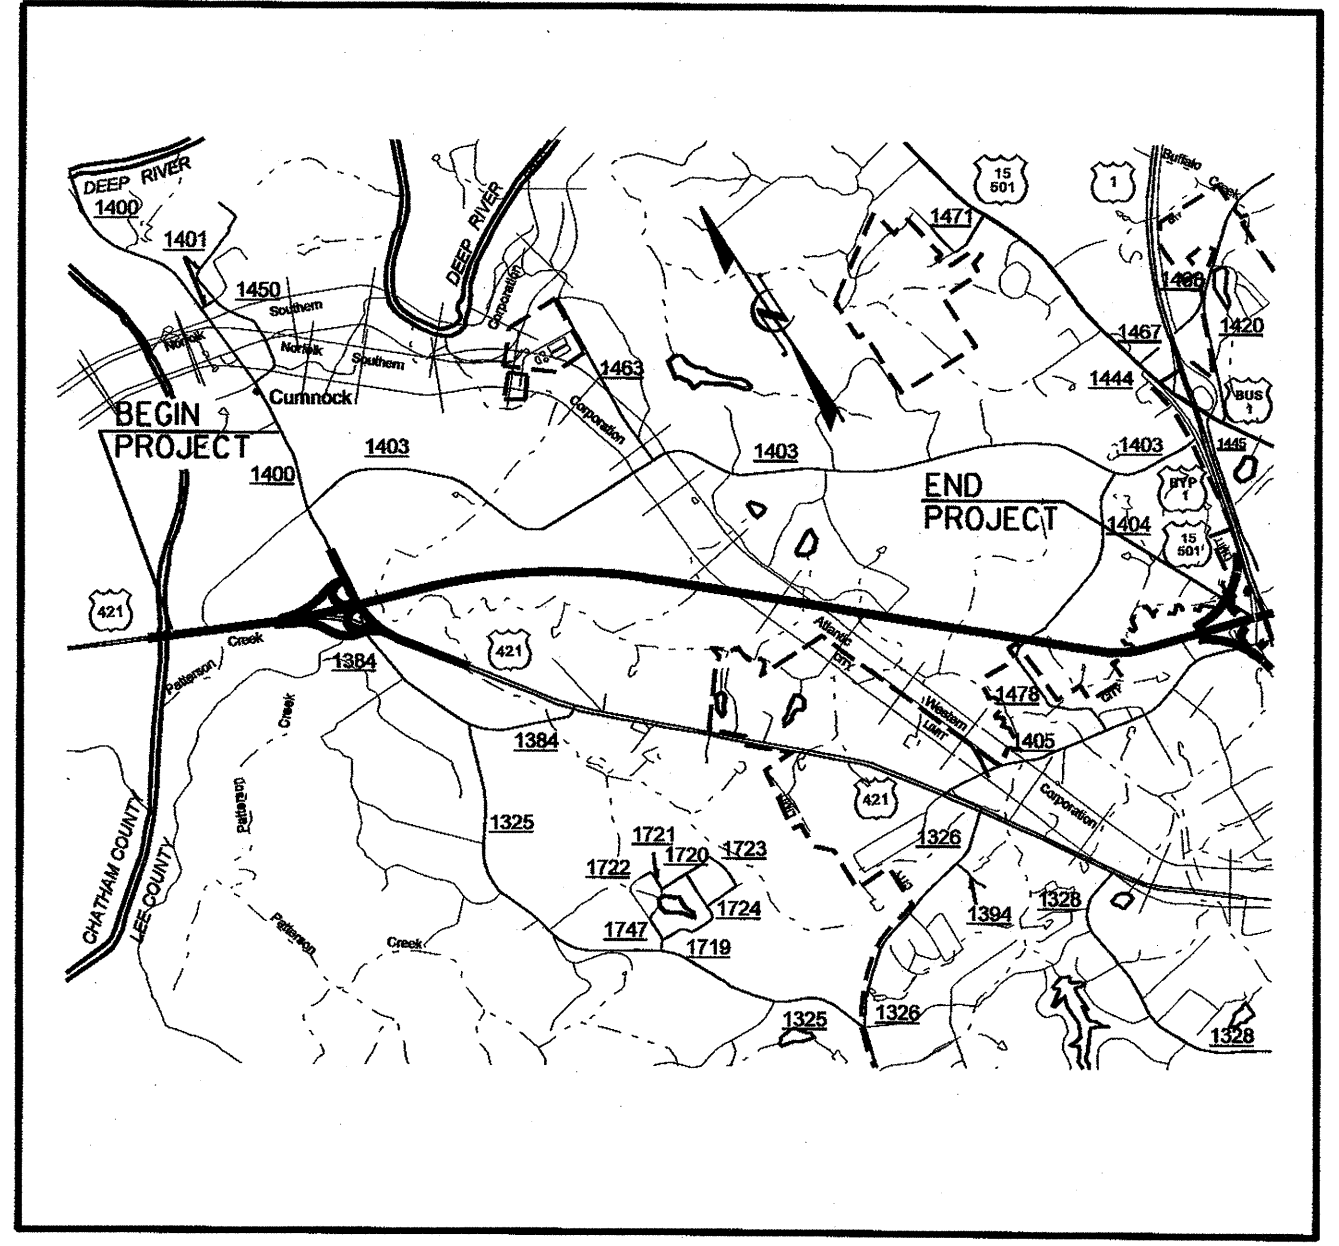 DEEP RIVER
1400
1401
1450
Southern
Norfolk
Norfolk
Southern
Cumnock
DEEP RIVER
Corporation
1463
Corporation
15
501
1
Buffalo
Creek
1471
1467
1420
1444
BUS
1
1445
BEGIN
PROJECT
1403
1400
1403
1403
END
PROJECT
1404
BYP
1
15
501
421
Creek
Patterson
1384
421
Creek
Atlantic
CITY
Western
LIMIT
1478
CITY
1405
1384
421
Corporation
Patterson
1325
1326
1721
1720
1723
1722
1724
1747
1719
CITY
1394
1328
CHATHAM COUNTY
LEE COUNTY
Patterson
Creek
1325
1326
1328